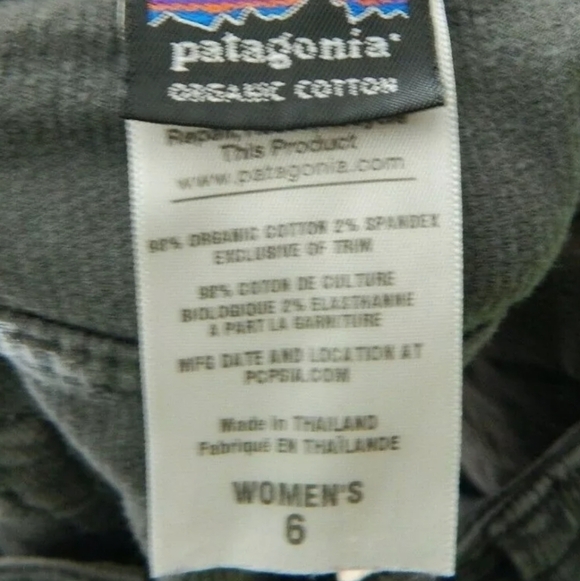 patagonia®
ORGANIC COTTON
This Product
www.patagonia.com
98% ORGANIC COTTON 2% SPANDEX
EXCLUSIVE OF TRIM
98% COTON DE CULTURE
BIOLOGIQUE 2% ELASTHANNE
A PART LA GARNITURE
MFG DATE AND LOCATION AT
PCPSIA.COM
Made in THAILAND
Fabriqué EN THAÏLANDE
WOMEN'S
6